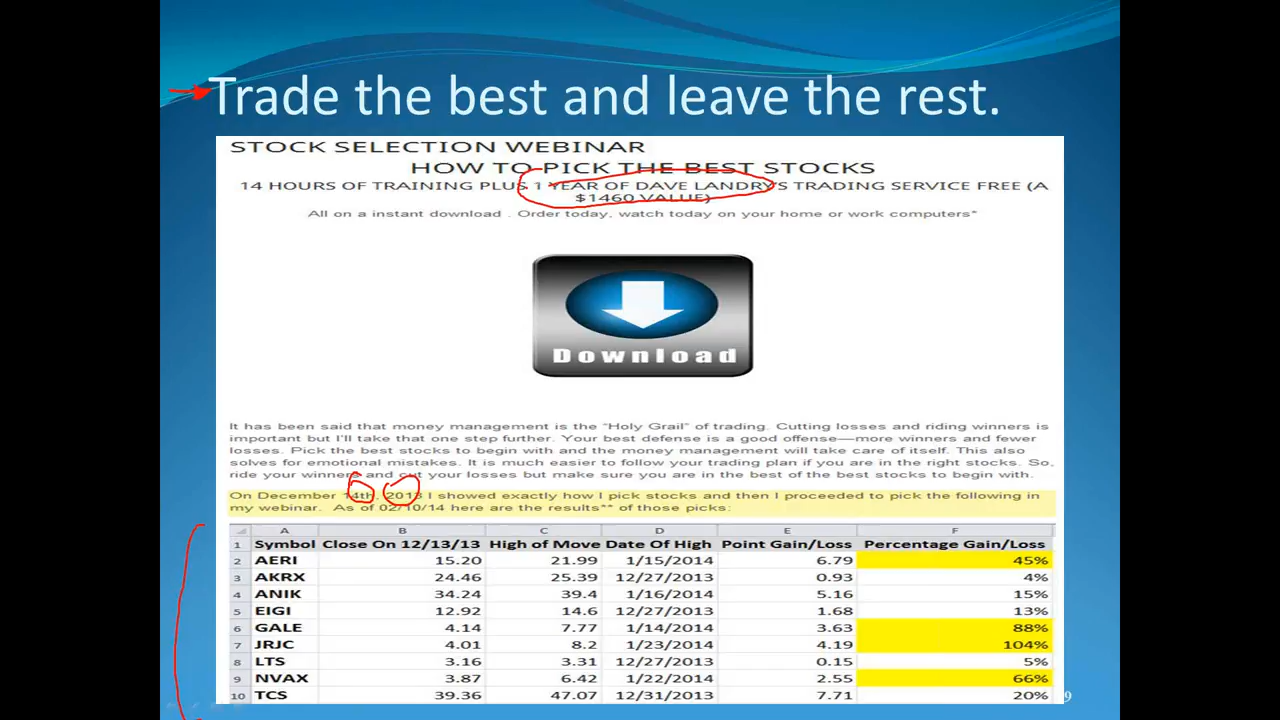 Trade the best and leave the rest.
STOCK SELECTION WEBINAR
HOW TO PICK THE BEST STOCKS
14 HOURS OF TRAINING PLUS 1 YEAR OF DAVE LANDRY'S TRADING SERVICE FREE (A
$1460 VALUE)
All on a instant download . Order today, watch today on your home or work computers*
Download
It has been said that money management is the "Holy Grail" of trading. Cutting losses and riding winners is
important but I'll take that one step further. Your best defense is a good offense—more winners and fewer
losses. Pick the best stocks to begin with and the money management will take care of itself. This also
solves for emotional mistakes. It is much easier to follow your trading plan if you are in the right stocks. So,
ride your winners and cut your losses but make sure you are in the best of the best stocks to begin with.
On December 14th, 2013 I showed exactly how I pick stocks and then I proceeded to pick the following in
my webinar. As of 02/10/14 here are the results** of those picks:
A B C D E F
1 Symbol Close On 12/13/13 High of Move Date Of High Point Gain/Loss Percentage Gain/Loss
2 AERI 15.20 21.99 1/15/2014 6.79 45%
3 AKRX 24.46 25.39 12/27/2013 0.93 4%
4 ANIK 34.24 39.4 1/16/2014 5.16 15%
5 EIGI 12.92 14.6 12/27/2013 1.68 13%
6 GALE 4.14 7.77 1/14/2014 3.63 88%
7 JRJC 4.01 8.2 1/23/2014 4.19 104%
8 LTS 3.16 3.31 12/27/2013 0.15 5%
9 NVAX 3.87 6.42 1/22/2014 2.55 66%
10 TCS 39.36 47.07 12/31/2013 7.71 20%
9